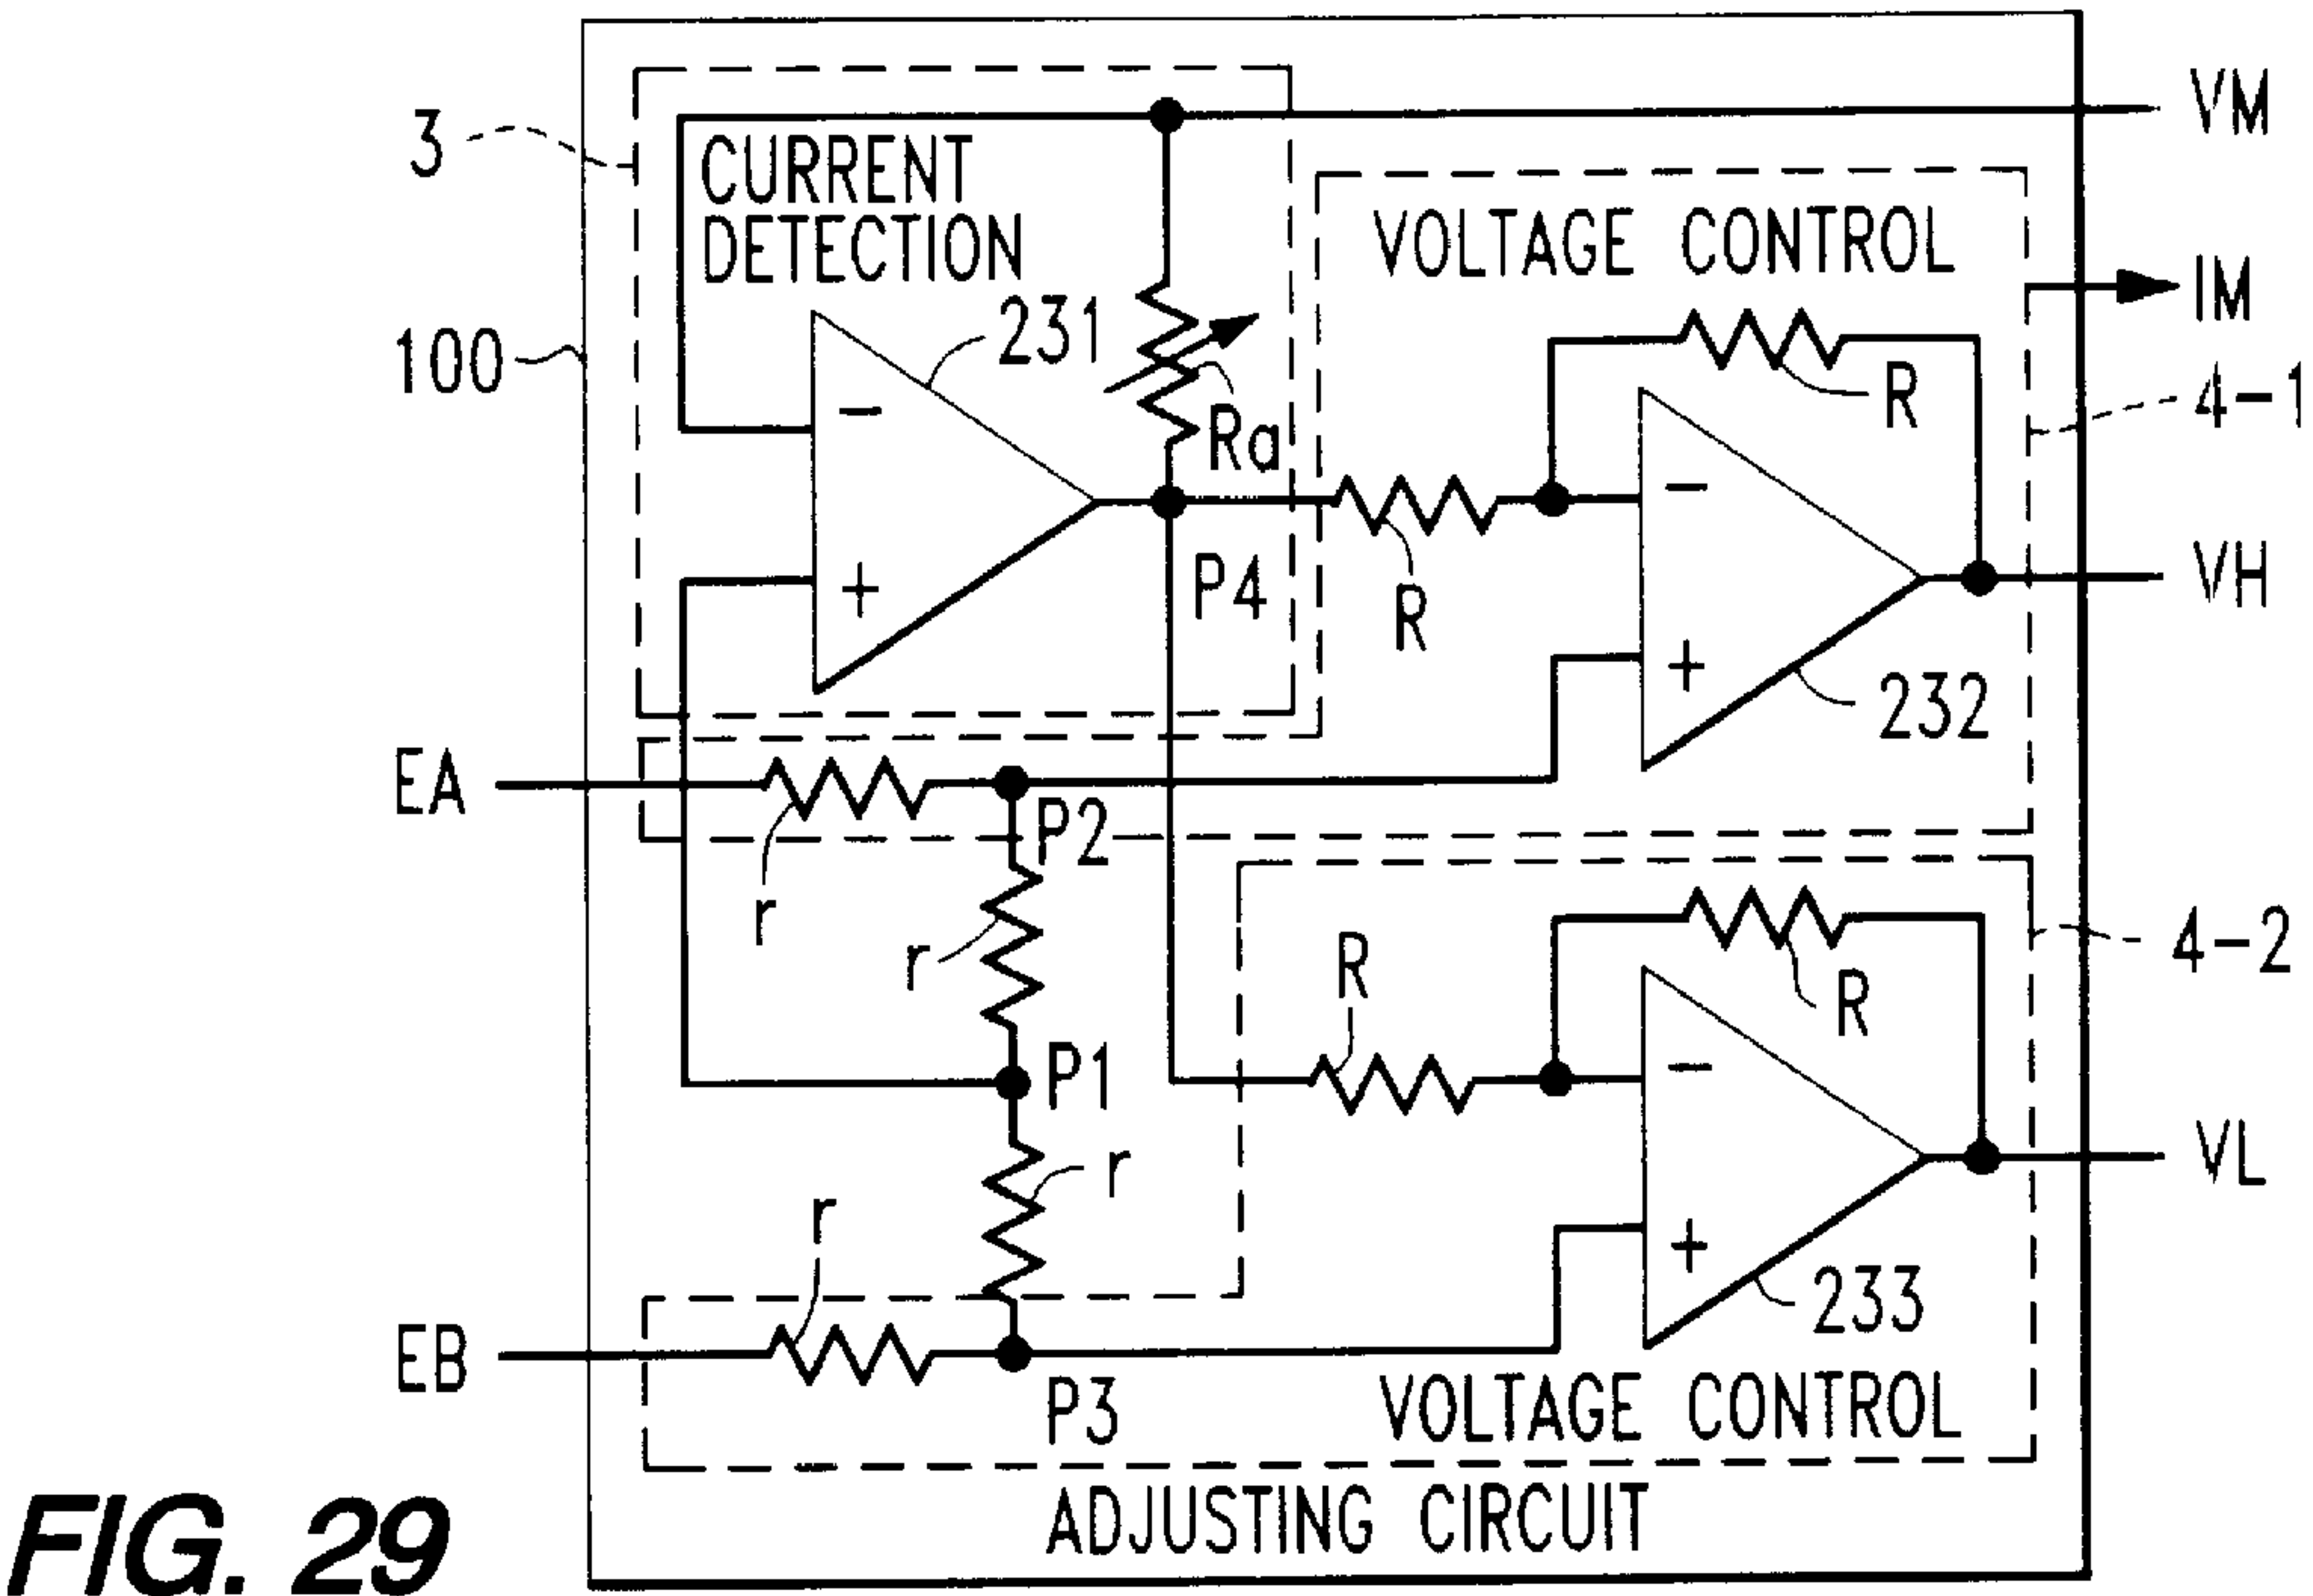 VM
3
CURRENT
DETECTION
VOLTAGE CONTROL
IM
231
100
−
Ra
R
4-1
−
P4
R
VH
+
+
232
EA
P2
r
r
R
R
4-2
P1
−
r
VL
r
+
233
EB
P3
VOLTAGE CONTROL
ADJUSTING CIRCUIT
FIG. 29